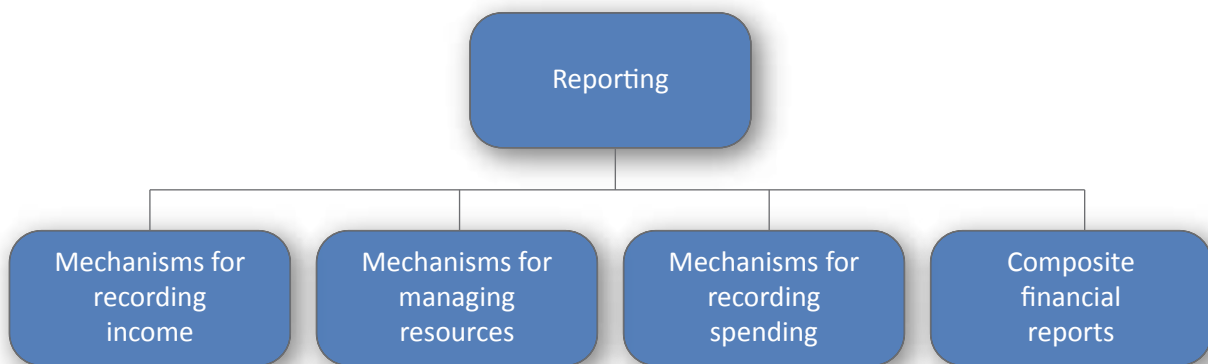 Reporting
Mechanisms for
recording
income
Mechanisms for
managing
resources
Mechanisms for
recording
spending
Composite
financial
reports